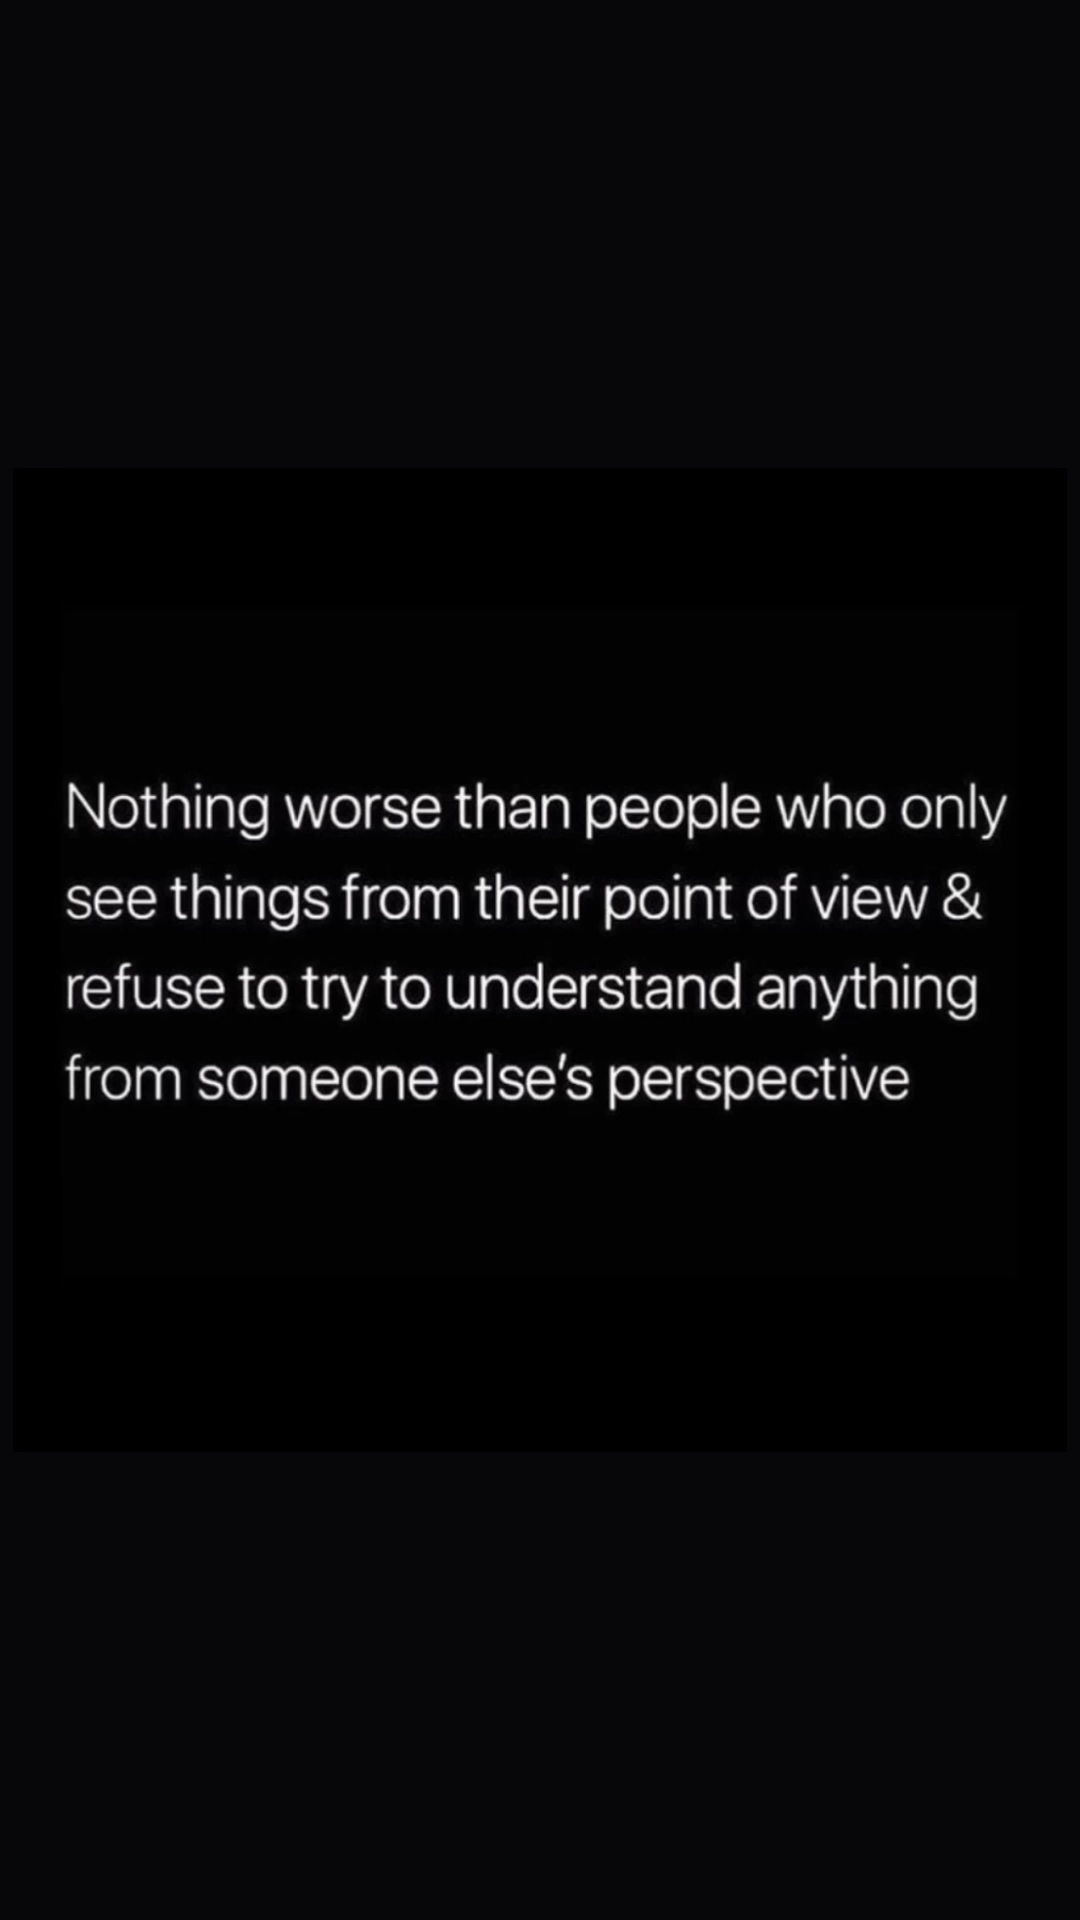 Nothing worse than people who only
see things from their point of view &
refuse to try to understand anything
from someone else's perspective